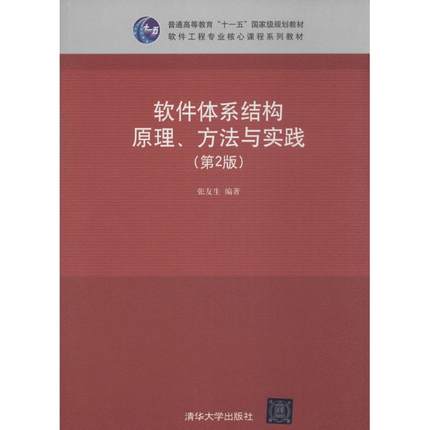 普通高等教育“十一五”国家级规划教材
软件工程专业核心课程系列教材
十一五
软件体系结构
原理、方法与实践
(第2版)
张友生 编著
清华大学出版社